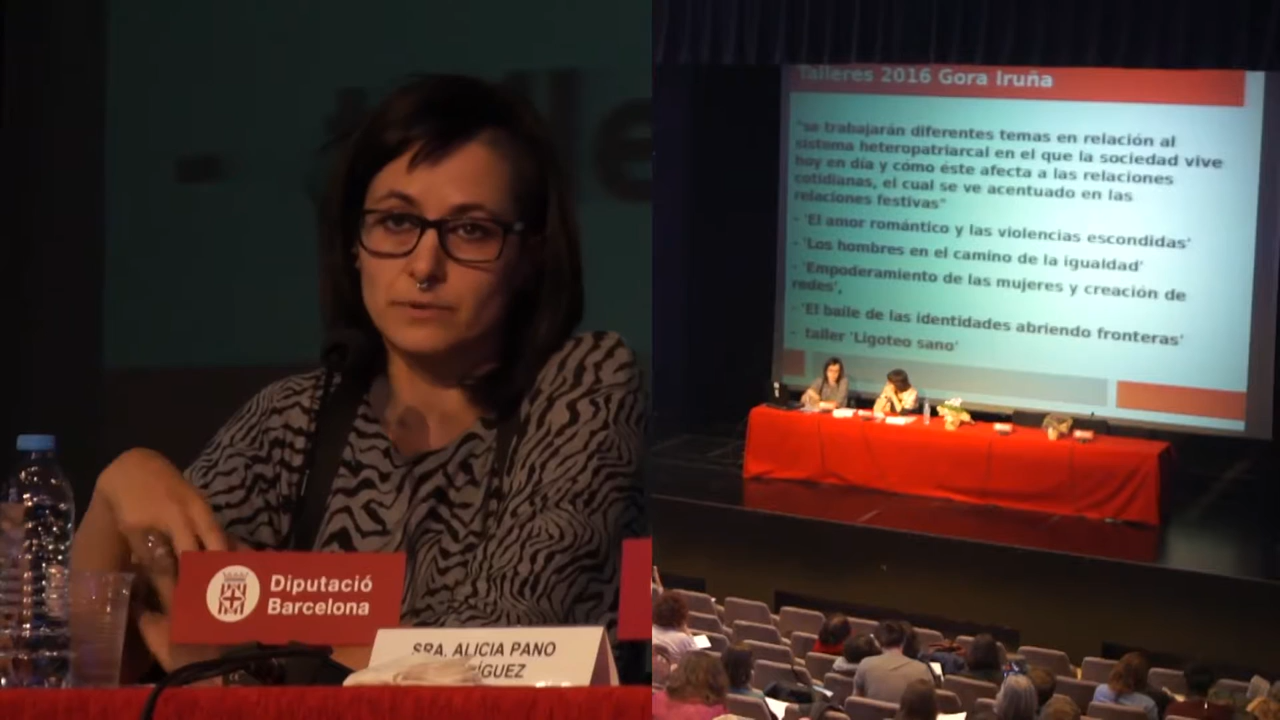 Diputació
Barcelona
SRA. ALICIA PANO
Talleres 2016 Gora Iruña
"se trabajarán diferentes temas en relación al
sistema heteropatriarcal en el que la sociedad vive
hoy en día y cómo éste afecta a las relaciones
cotidianas, el cual se ve acentuado en las
relaciones festivas"
- 'El amor romántico y las violencias escondidas'
- 'Los hombres en el camino de la igualdad'
- 'Empoderamiento de las mujeres y creación de
redes',
- 'El baile de las identidades abriendo fronteras'
- taller 'Ligoteo sano'